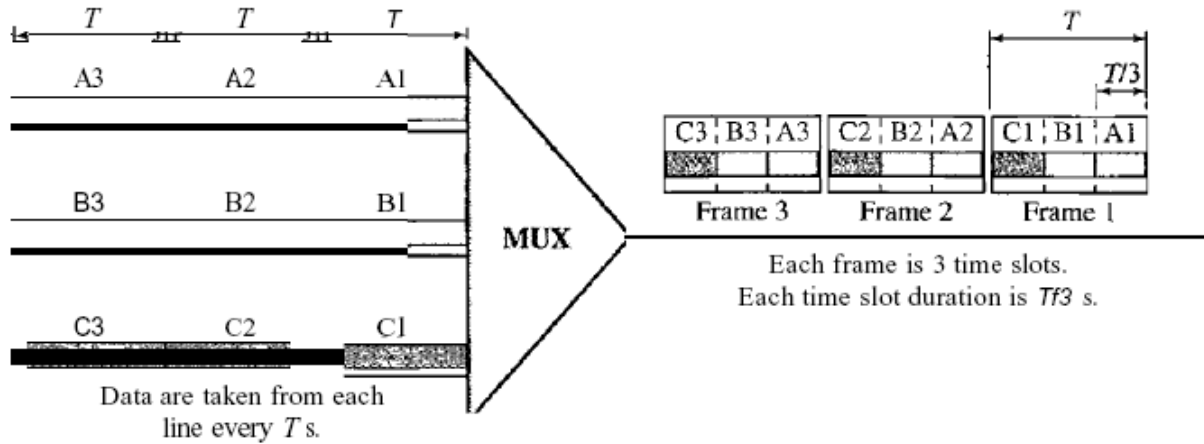 T T T
T
T/3
A3 A2 A1
C3 B3 A3 C2 B2 A2 C1 B1 A1
Frame 3 Frame 2 Frame 1
B3 B2 B1
MUX
Each frame is 3 time slots.
Each time slot duration is Tf3 s.
C3 C2 C1
Data are taken from each
line every T s.